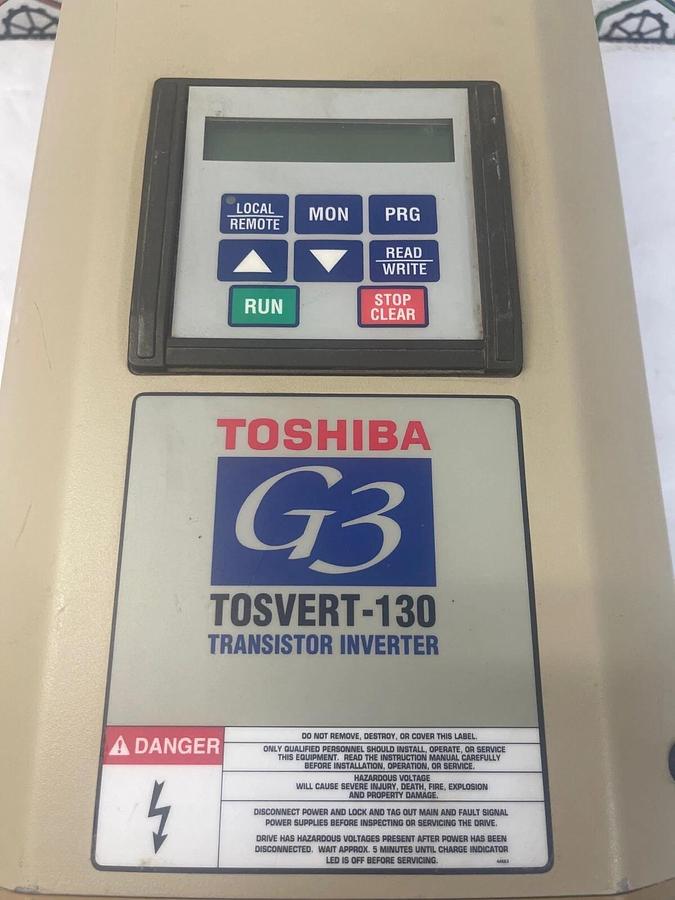 LOCAL
REMOTE
MON
PRG
READ
WRITE
RUN
STOP
CLEAR
TOSHIBA
G3
TOSVERT-130
TRANSISTOR INVERTER
DANGER
DO NOT REMOVE, DESTROY, OR COVER THIS LABEL.
ONLY QUALIFIED PERSONNEL SHOULD INSTALL, OPERATE, OR SERVICE
THIS EQUIPMENT. READ THE INSTRUCTION MANUAL CAREFULLY
BEFORE INSTALLATION, OPERATION, OR SERVICE.
HAZARDOUS VOLTAGE
WILL CAUSE SEVERE INJURY, DEATH, FIRE, EXPLOSION
AND PROPERTY DAMAGE.
DISCONNECT POWER AND LOCK AND TAG OUT MAIN AND FAULT SIGNAL
POWER SUPPLIES BEFORE INSPECTING OR SERVICING THE DRIVE.
DRIVE HAS HAZARDOUS VOLTAGES PRESENT AFTER POWER HAS BEEN
DISCONNECTED. WAIT APPROX. 5 MINUTES UNTIL CHARGE INDICATOR
LED IS OFF BEFORE SERVICING.